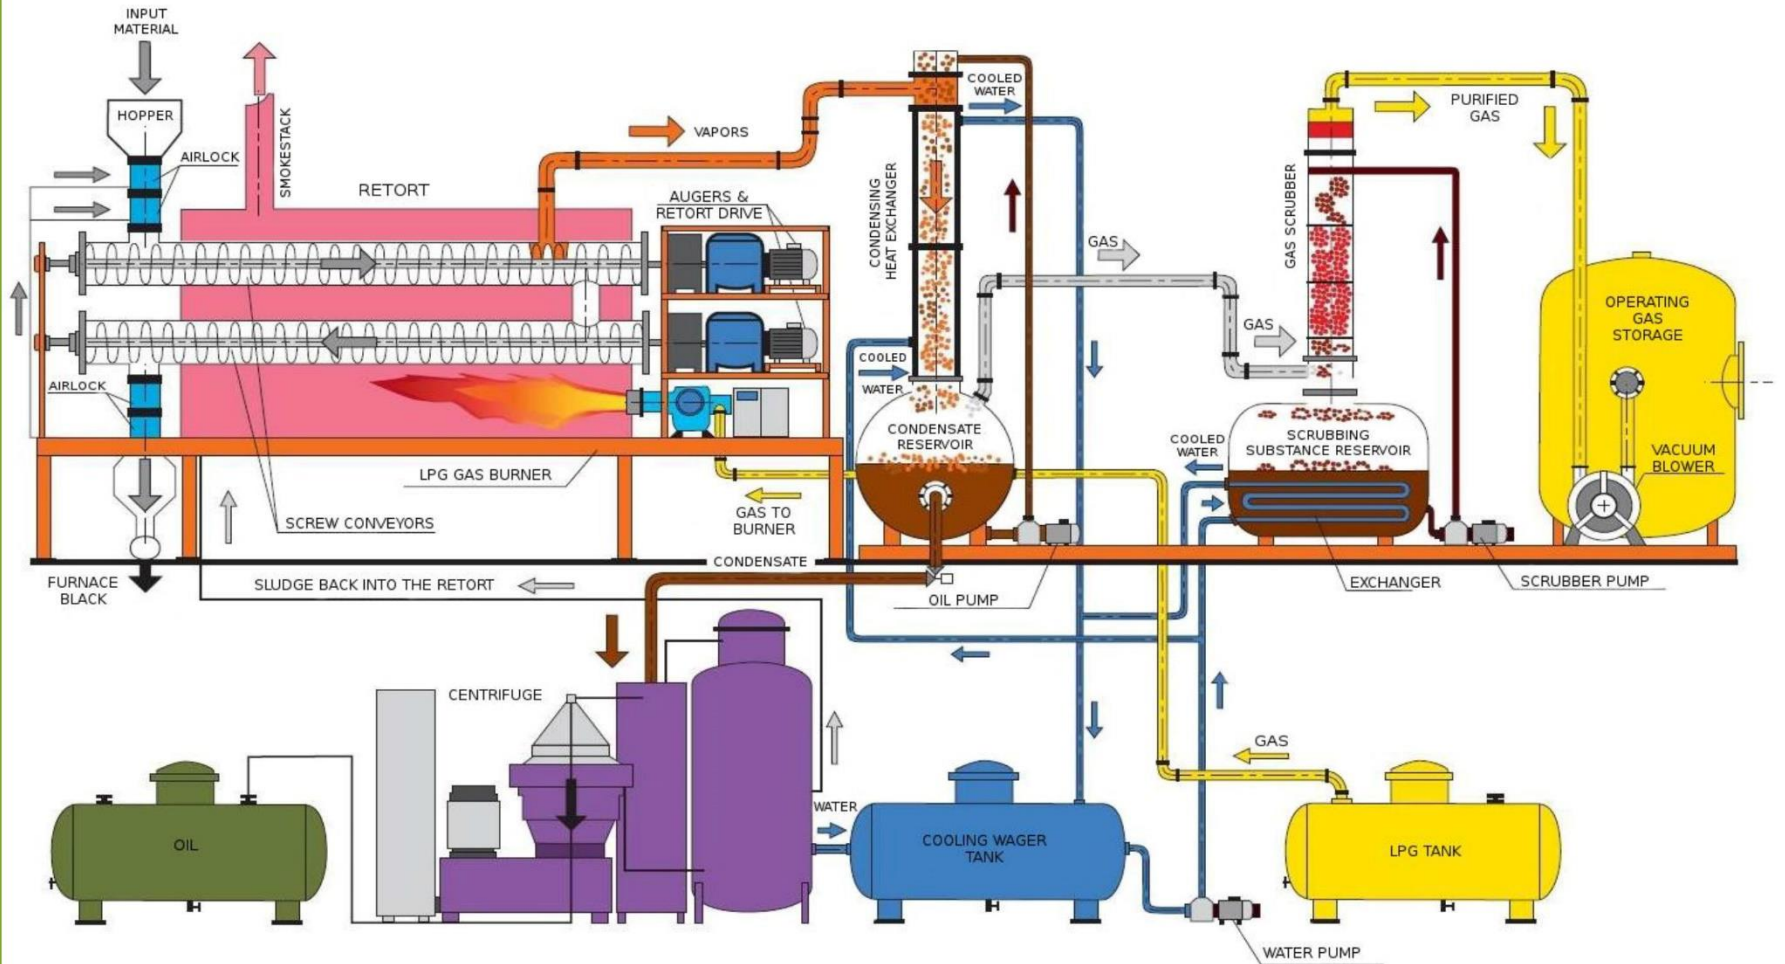 INPUT
MATERIAL
HOPPER
AIRLOCK
SMOKESTACK
RETORT
VAPORS
AUGERS &
RETORT DRIVE
COOLED
WATER
CONDENSING
HEAT EXCHANGER
GAS
GAS SCRUBBER
PURIFIED
GAS
OPERATING
GAS
STORAGE
GAS
COOLED
WATER
AIRLOCK
CONDENSATE
RESERVOIR
COOLED
WATER
SCRUBBING
SUBSTANCE RESERVOIR
VACUUM
BLOWER
LPG GAS BURNER
GAS TO
BURNER
SCREW CONVEYORS
CONDENSATE
FURNACE
BLACK
SLUDGE BACK INTO THE RETORT
OIL PUMP
EXCHANGER
SCRUBBER PUMP
CENTRIFUGE
GAS
WATER
OIL
COOLING WAGER
TANK
LPG TANK
WATER PUMP